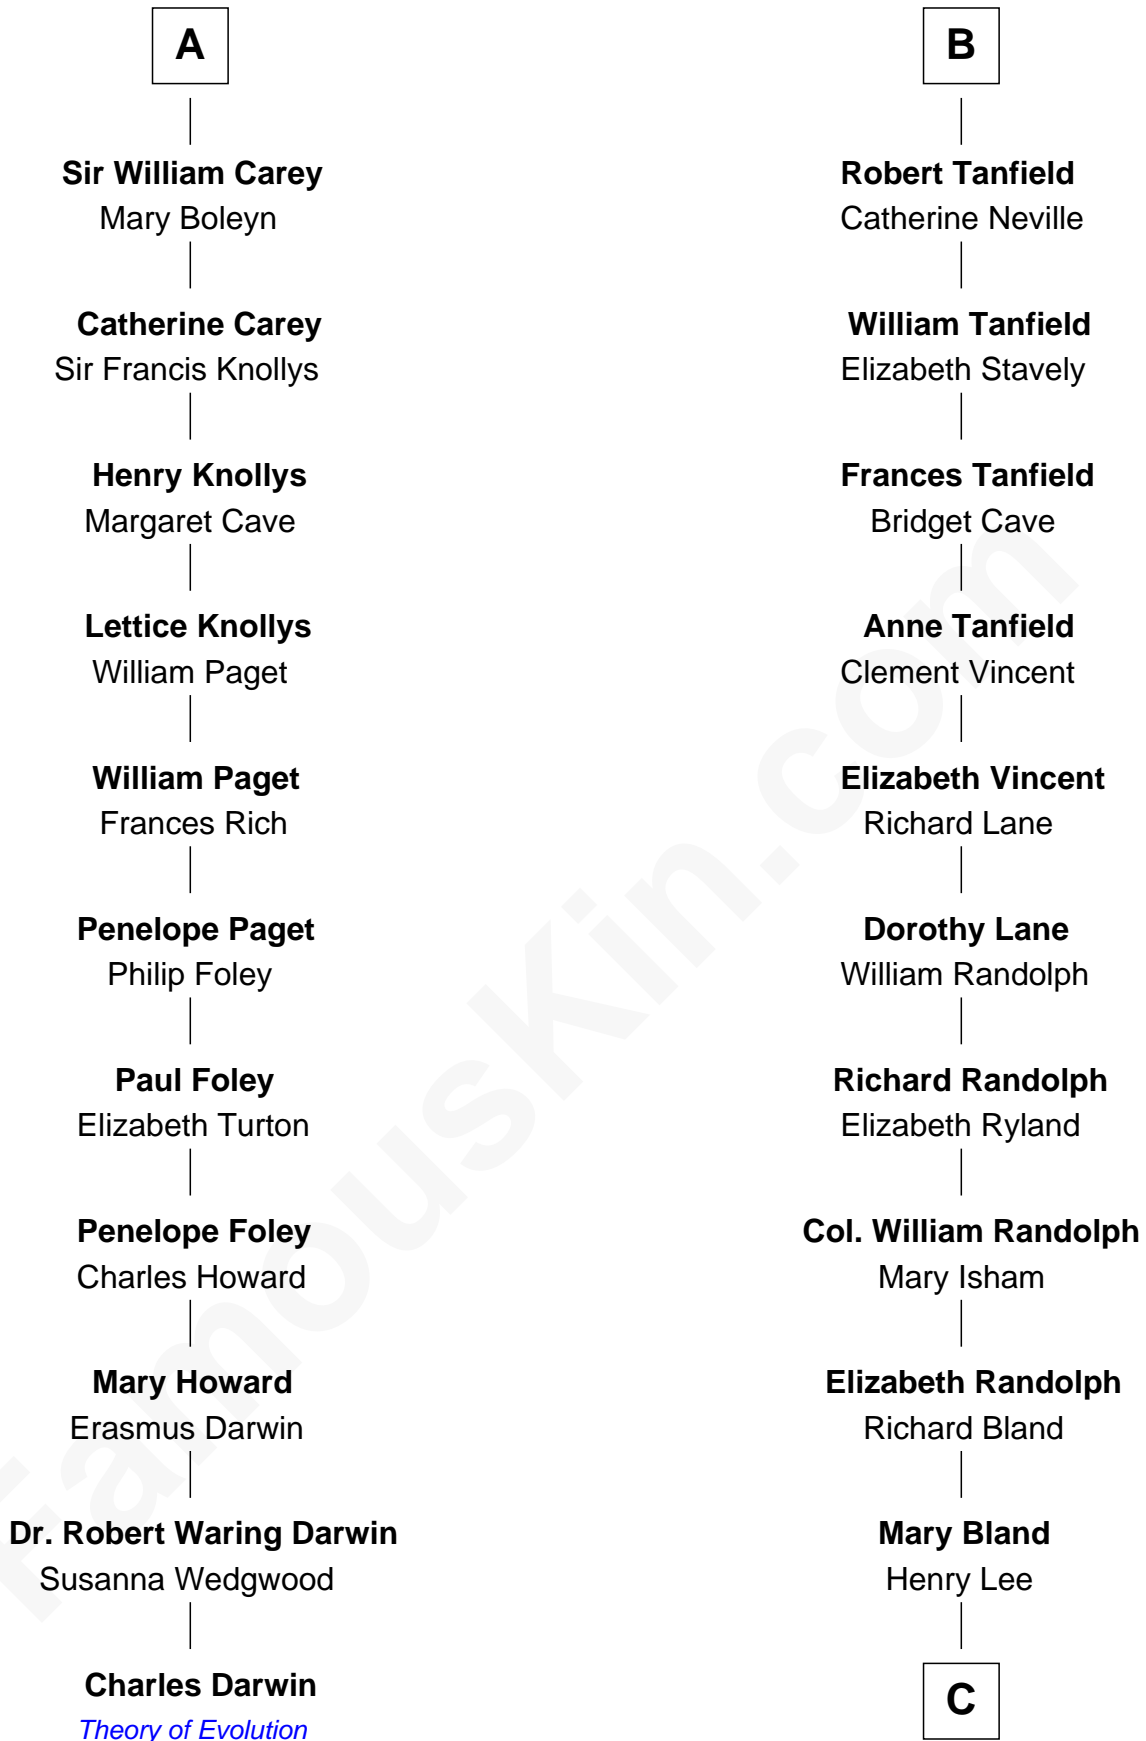 A
Sir William Carey
Mary Boleyn
Catherine Carey
Sir Francis Knollys
Henry Knollys
Margaret Cave
Lettice Knollys
William Paget
William Paget
Frances Rich
Penelope Paget
Philip Foley
Paul Foley
Elizabeth Turton
Penelope Foley
Charles Howard
Mary Howard
Erasmus Darwin
Dr. Robert Waring Darwin
Susanna Wedgwood
Charles Darwin
Theory of Evolution
B
Robert Tanfield
Catherine Neville
William Tanfield
Elizabeth Stavely
Frances Tanfield
Bridget Cave
Anne Tanfield
Clement Vincent
Elizabeth Vincent
Richard Lane
Dorothy Lane
William Randolph
Richard Randolph
Elizabeth Ryland
Col. William Randolph
Mary Isham
Elizabeth Randolph
Richard Bland
Mary Bland
Henry Lee
C
FamousKin.com